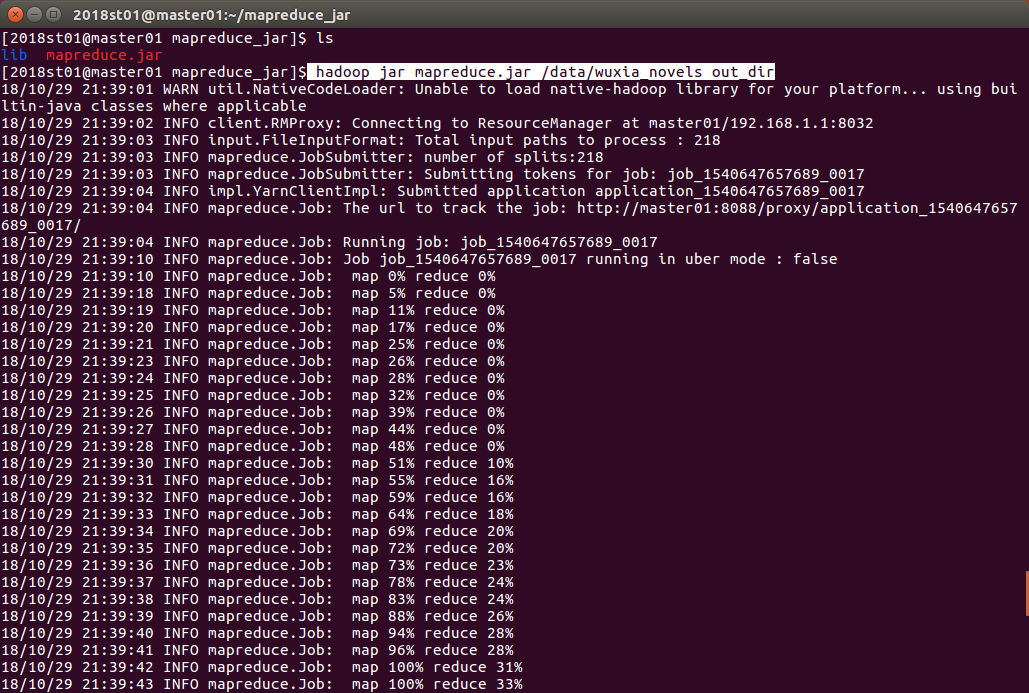 2018st01@master01:~/mapreduce_jar
[2018st01@master01 mapreduce_jar]$ ls
lib  mapreduce.jar
[2018st01@master01 mapreduce_jar]$ hadoop jar mapreduce.jar /data/wuxia_novels out_dir
18/10/29 21:39:01 WARN util.NativeCodeLoader: Unable to load native-hadoop library for your platform... using bui
ltin-java classes where applicable
18/10/29 21:39:02 INFO client.RMProxy: Connecting to ResourceManager at master01/192.168.1.1:8032
18/10/29 21:39:03 INFO input.FileInputFormat: Total input paths to process : 218
18/10/29 21:39:03 INFO mapreduce.JobSubmitter: number of splits:218
18/10/29 21:39:03 INFO mapreduce.JobSubmitter: Submitting tokens for job: job_1540647657689_0017
18/10/29 21:39:04 INFO impl.YarnClientImpl: Submitted application application_1540647657689_0017
18/10/29 21:39:04 INFO mapreduce.Job: The url to track the job: http://master01:8088/proxy/application_1540647657
689_0017/
18/10/29 21:39:04 INFO mapreduce.Job: Running job: job_1540647657689_0017
18/10/29 21:39:10 INFO mapreduce.Job: Job job_1540647657689_0017 running in uber mode : false
18/10/29 21:39:10 INFO mapreduce.Job:  map 0% reduce 0%
18/10/29 21:39:18 INFO mapreduce.Job:  map 5% reduce 0%
18/10/29 21:39:19 INFO mapreduce.Job:  map 11% reduce 0%
18/10/29 21:39:20 INFO mapreduce.Job:  map 17% reduce 0%
18/10/29 21:39:21 INFO mapreduce.Job:  map 25% reduce 0%
18/10/29 21:39:23 INFO mapreduce.Job:  map 26% reduce 0%
18/10/29 21:39:24 INFO mapreduce.Job:  map 28% reduce 0%
18/10/29 21:39:25 INFO mapreduce.Job:  map 32% reduce 0%
18/10/29 21:39:26 INFO mapreduce.Job:  map 39% reduce 0%
18/10/29 21:39:27 INFO mapreduce.Job:  map 44% reduce 0%
18/10/29 21:39:28 INFO mapreduce.Job:  map 48% reduce 0%
18/10/29 21:39:30 INFO mapreduce.Job:  map 51% reduce 10%
18/10/29 21:39:31 INFO mapreduce.Job:  map 55% reduce 16%
18/10/29 21:39:32 INFO mapreduce.Job:  map 59% reduce 16%
18/10/29 21:39:33 INFO mapreduce.Job:  map 64% reduce 18%
18/10/29 21:39:34 INFO mapreduce.Job:  map 69% reduce 20%
18/10/29 21:39:35 INFO mapreduce.Job:  map 72% reduce 20%
18/10/29 21:39:36 INFO mapreduce.Job:  map 73% reduce 23%
18/10/29 21:39:37 INFO mapreduce.Job:  map 78% reduce 24%
18/10/29 21:39:38 INFO mapreduce.Job:  map 83% reduce 24%
18/10/29 21:39:39 INFO mapreduce.Job:  map 88% reduce 26%
18/10/29 21:39:40 INFO mapreduce.Job:  map 94% reduce 28%
18/10/29 21:39:41 INFO mapreduce.Job:  map 96% reduce 28%
18/10/29 21:39:42 INFO mapreduce.Job:  map 100% reduce 31%
18/10/29 21:39:43 INFO mapreduce.Job:  map 100% reduce 33%